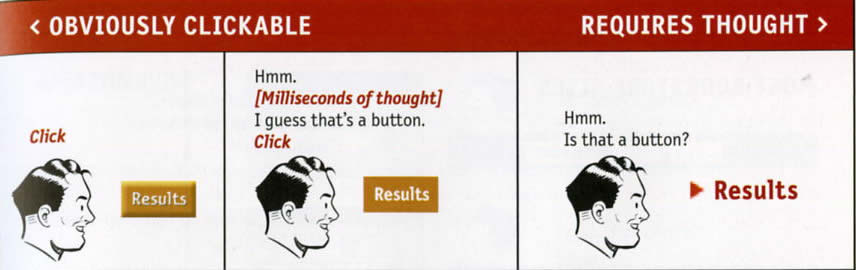 < OBVIOUSLY CLICKABLE
REQUIRES THOUGHT >
Click
Results
Hmm.
[Milliseconds of thought]
I guess that's a button.
Click
Results
Hmm.
Is that a button?
Results